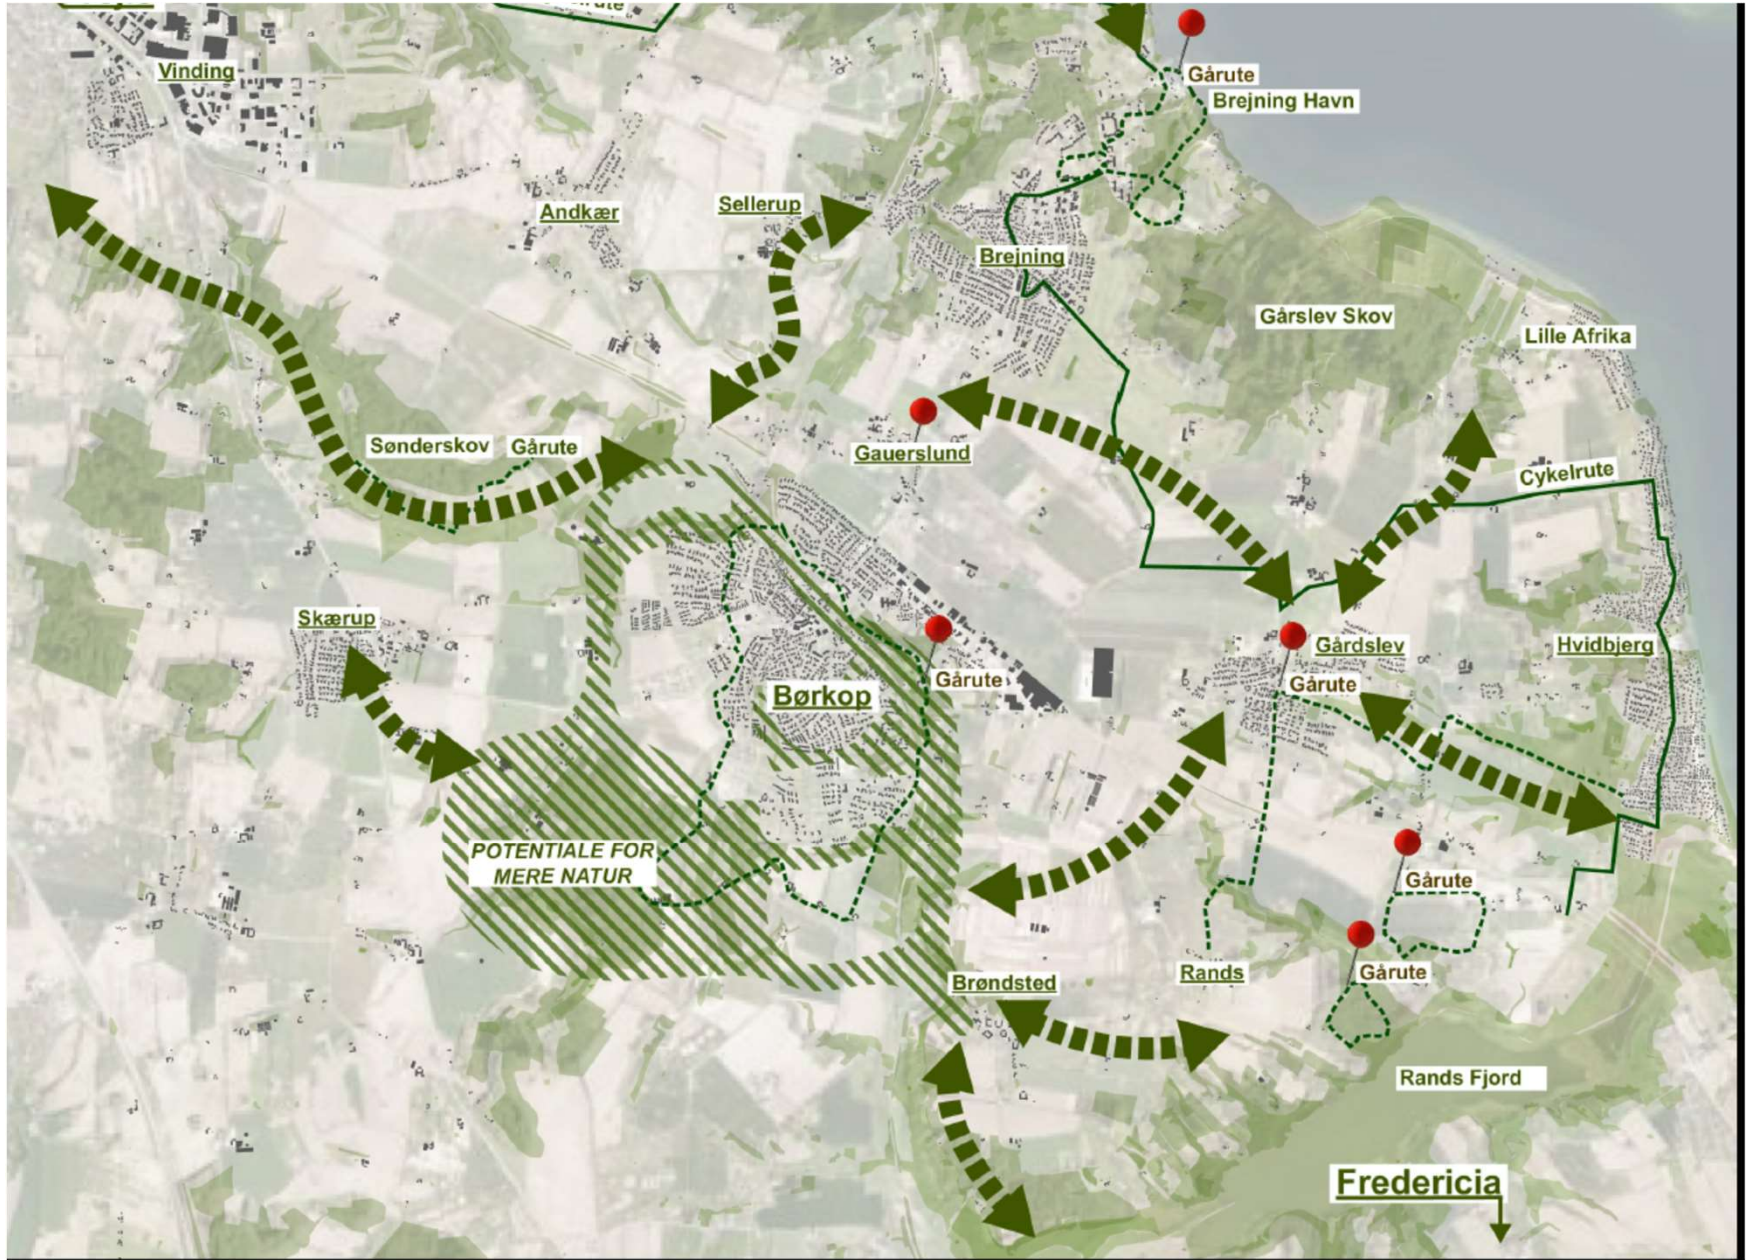 Vinding
Gårute
Brejning Havn
Andkær
Sellerup
Brejning
Gårslev Skov
Lille Afrika
Sønderskov
Gårute
Gauerslund
Cykelrute
Skærup
Gårdslev
Hvidbjerg
Gårute
Gårute
Børkop
POTENTIALE FOR
MERE NATUR
Gårute
Brøndsted
Rands
Gårute
Rands Fjord
Fredericia